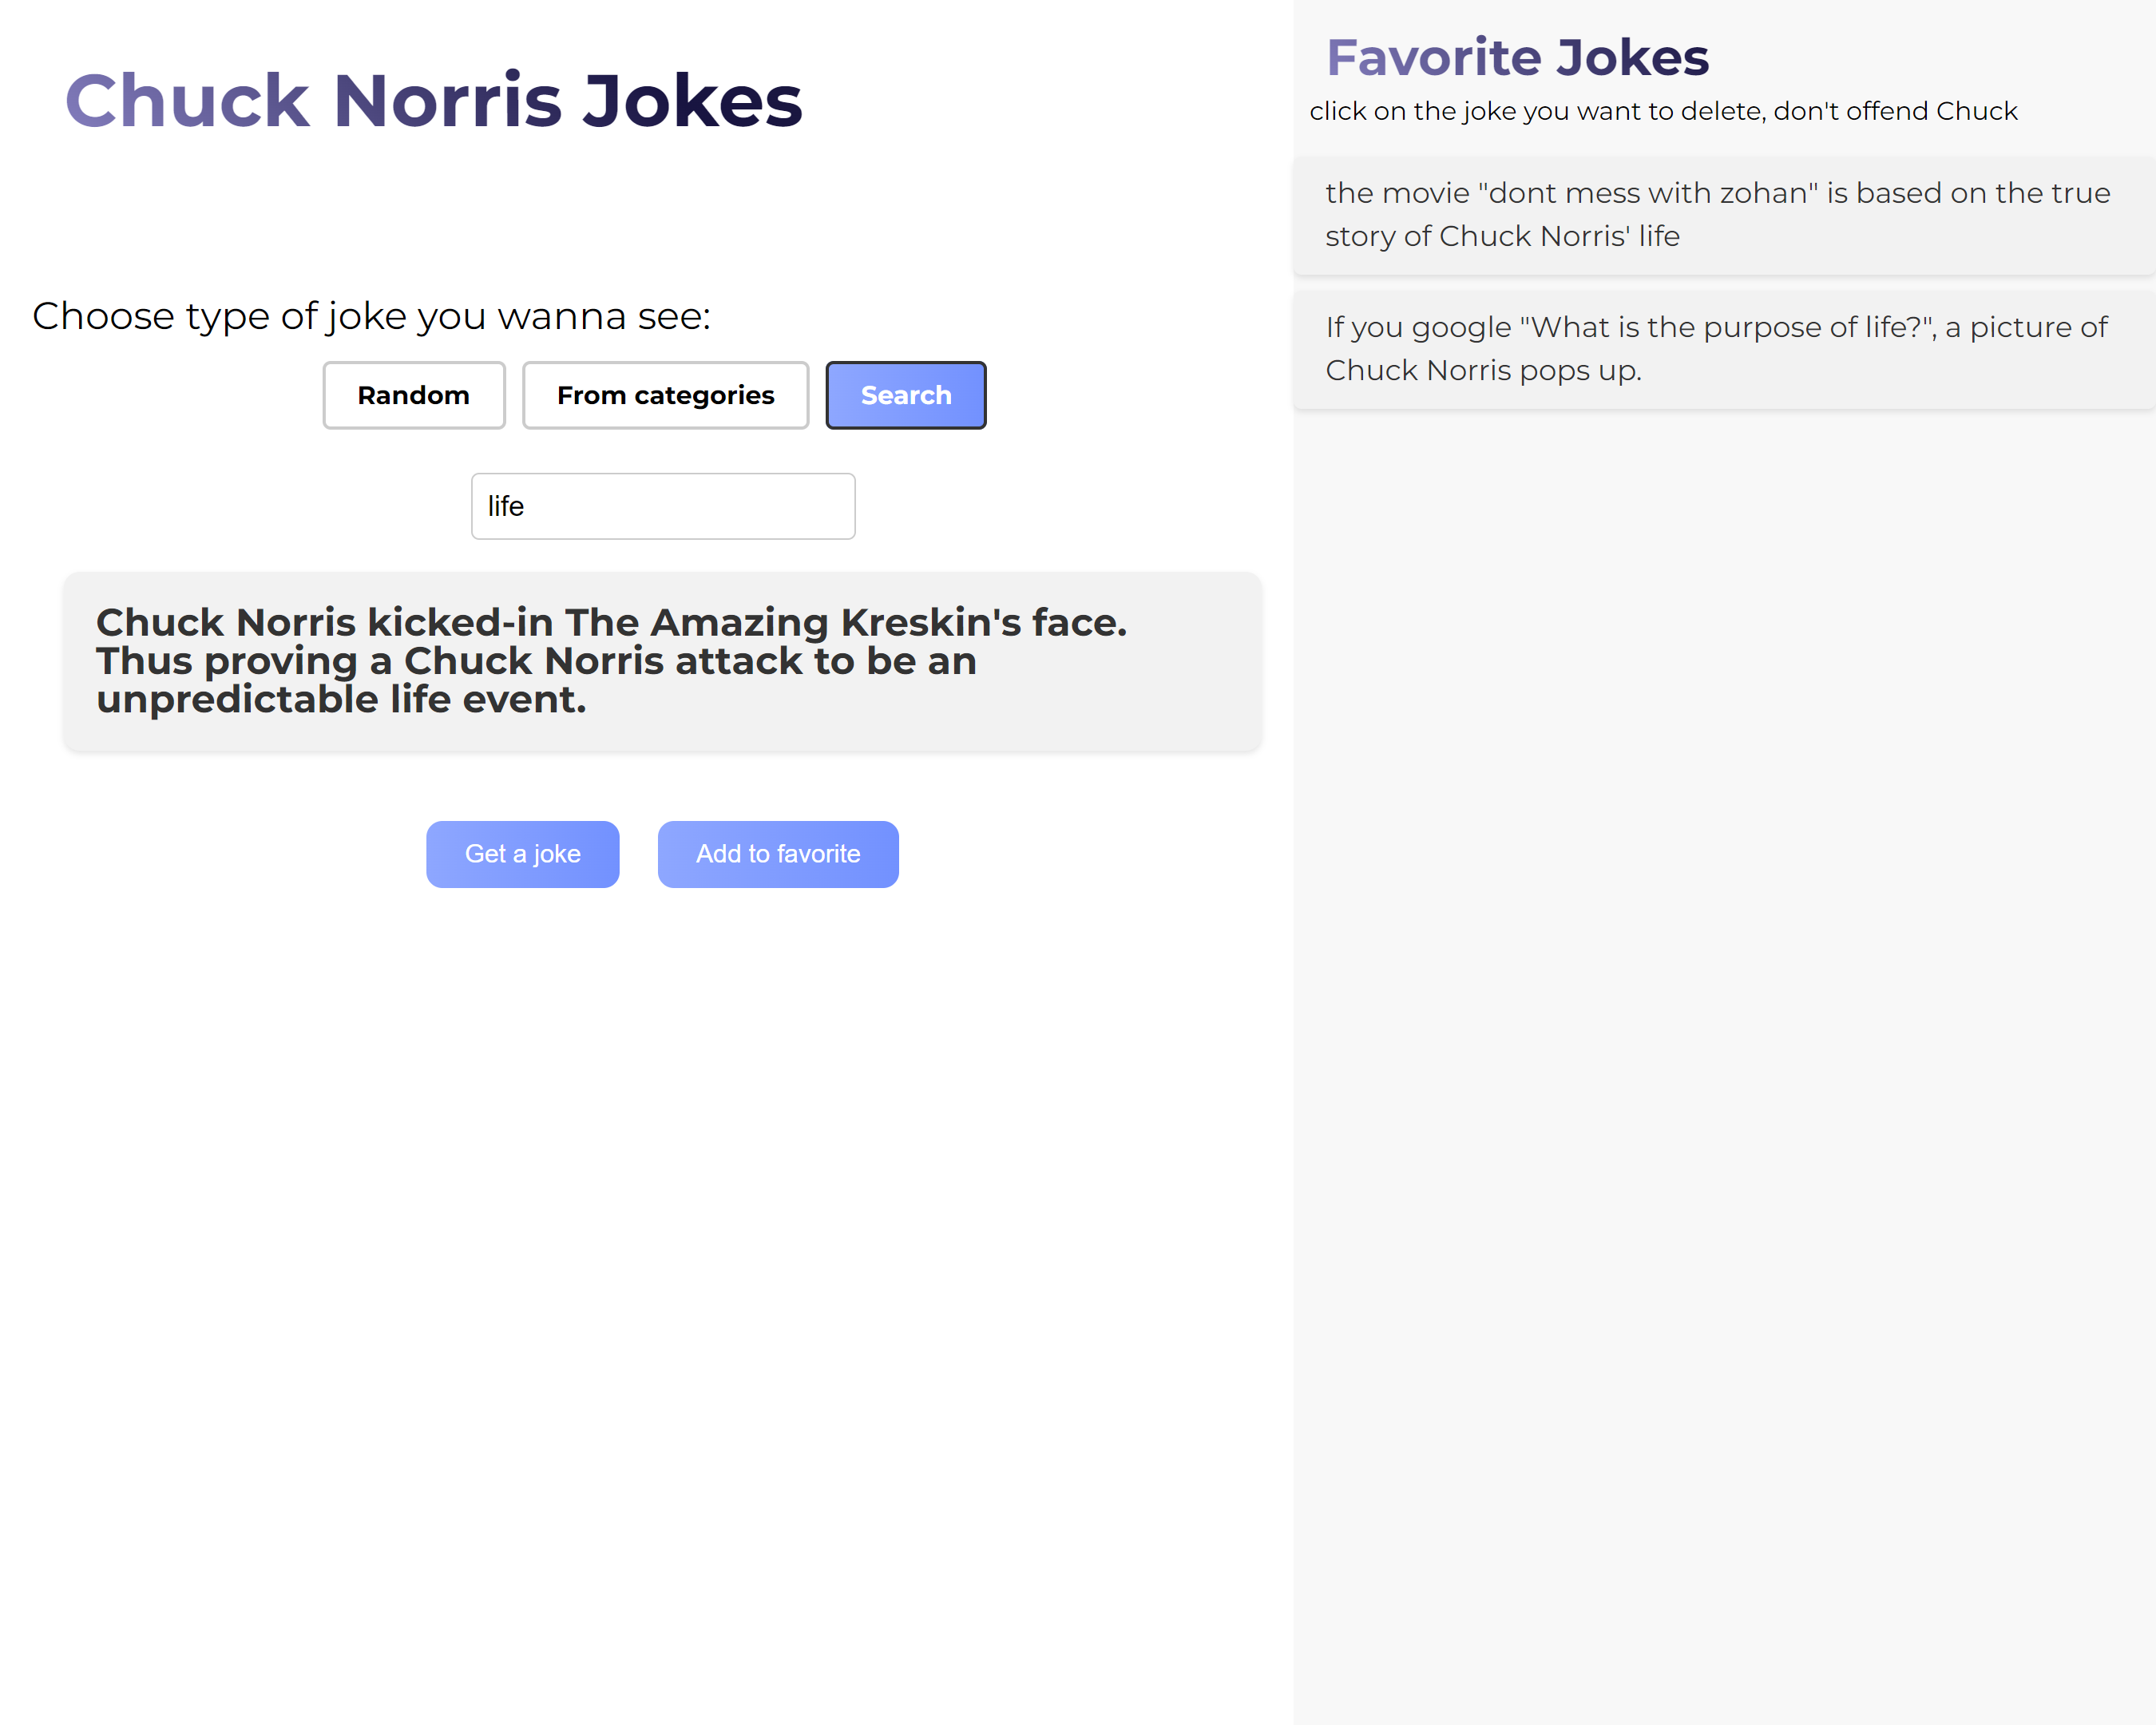 Chuck Norris Jokes
Choose type of joke you wanna see:
Random
From categories
Search
life
Chuck Norris kicked-in The Amazing Kreskin's face.
Thus proving a Chuck Norris attack to be an
unpredictable life event.
Get a joke
Add to favorite
Favorite Jokes
click on the joke you want to delete, don't offend Chuck
the movie "dont mess with zohan" is based on the true
story of Chuck Norris' life
If you google "What is the purpose of life?", a picture of
Chuck Norris pops up.